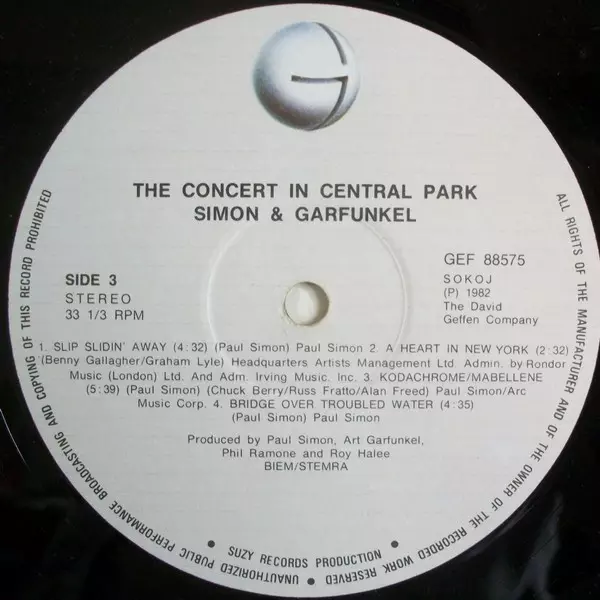 THE CONCERT IN CENTRAL PARK
SIMON & GARFUNKEL
SIDE 3
STEREO
33 1/3 RPM
GEF 88575
SOKOJ
(P) 1982
The David
Geffen Company
1. SLIP SLIDIN' AWAY (4:32) (Paul Simon) Paul Simon 2. A HEART IN NEW YORK (2:32)
(Benny Gallagher/Graham Lyle) Headquarters Artists Management Ltd. Admin. by Rondor
Music (London) Ltd. And Adm. Irving Music. Inc. 3. KODACHROME/MABELLENE
(5:39) (Paul Simon) (Chuck Berry/Russ Fratto/Alan Freed) Paul Simon/Arc
Music Corp. 4. BRIDGE OVER TROUBLED WATER (4:35)
(Paul Simon) Paul Simon
Produced by Paul Simon, Art Garfunkel,
Phil Ramone and Roy Halee
BIEM/STEMRA
ALL RIGHTS OF THE MANUFACTURER AND OF THE OWNER OF THE RECORDED WORK RESERVED • UNAUTHORIZED PUBLIC PERFORMANCE BROADCASTING AND COPYING OF THIS RECORD PROHIBITED
• SUZY RECORDS PRODUCTION •